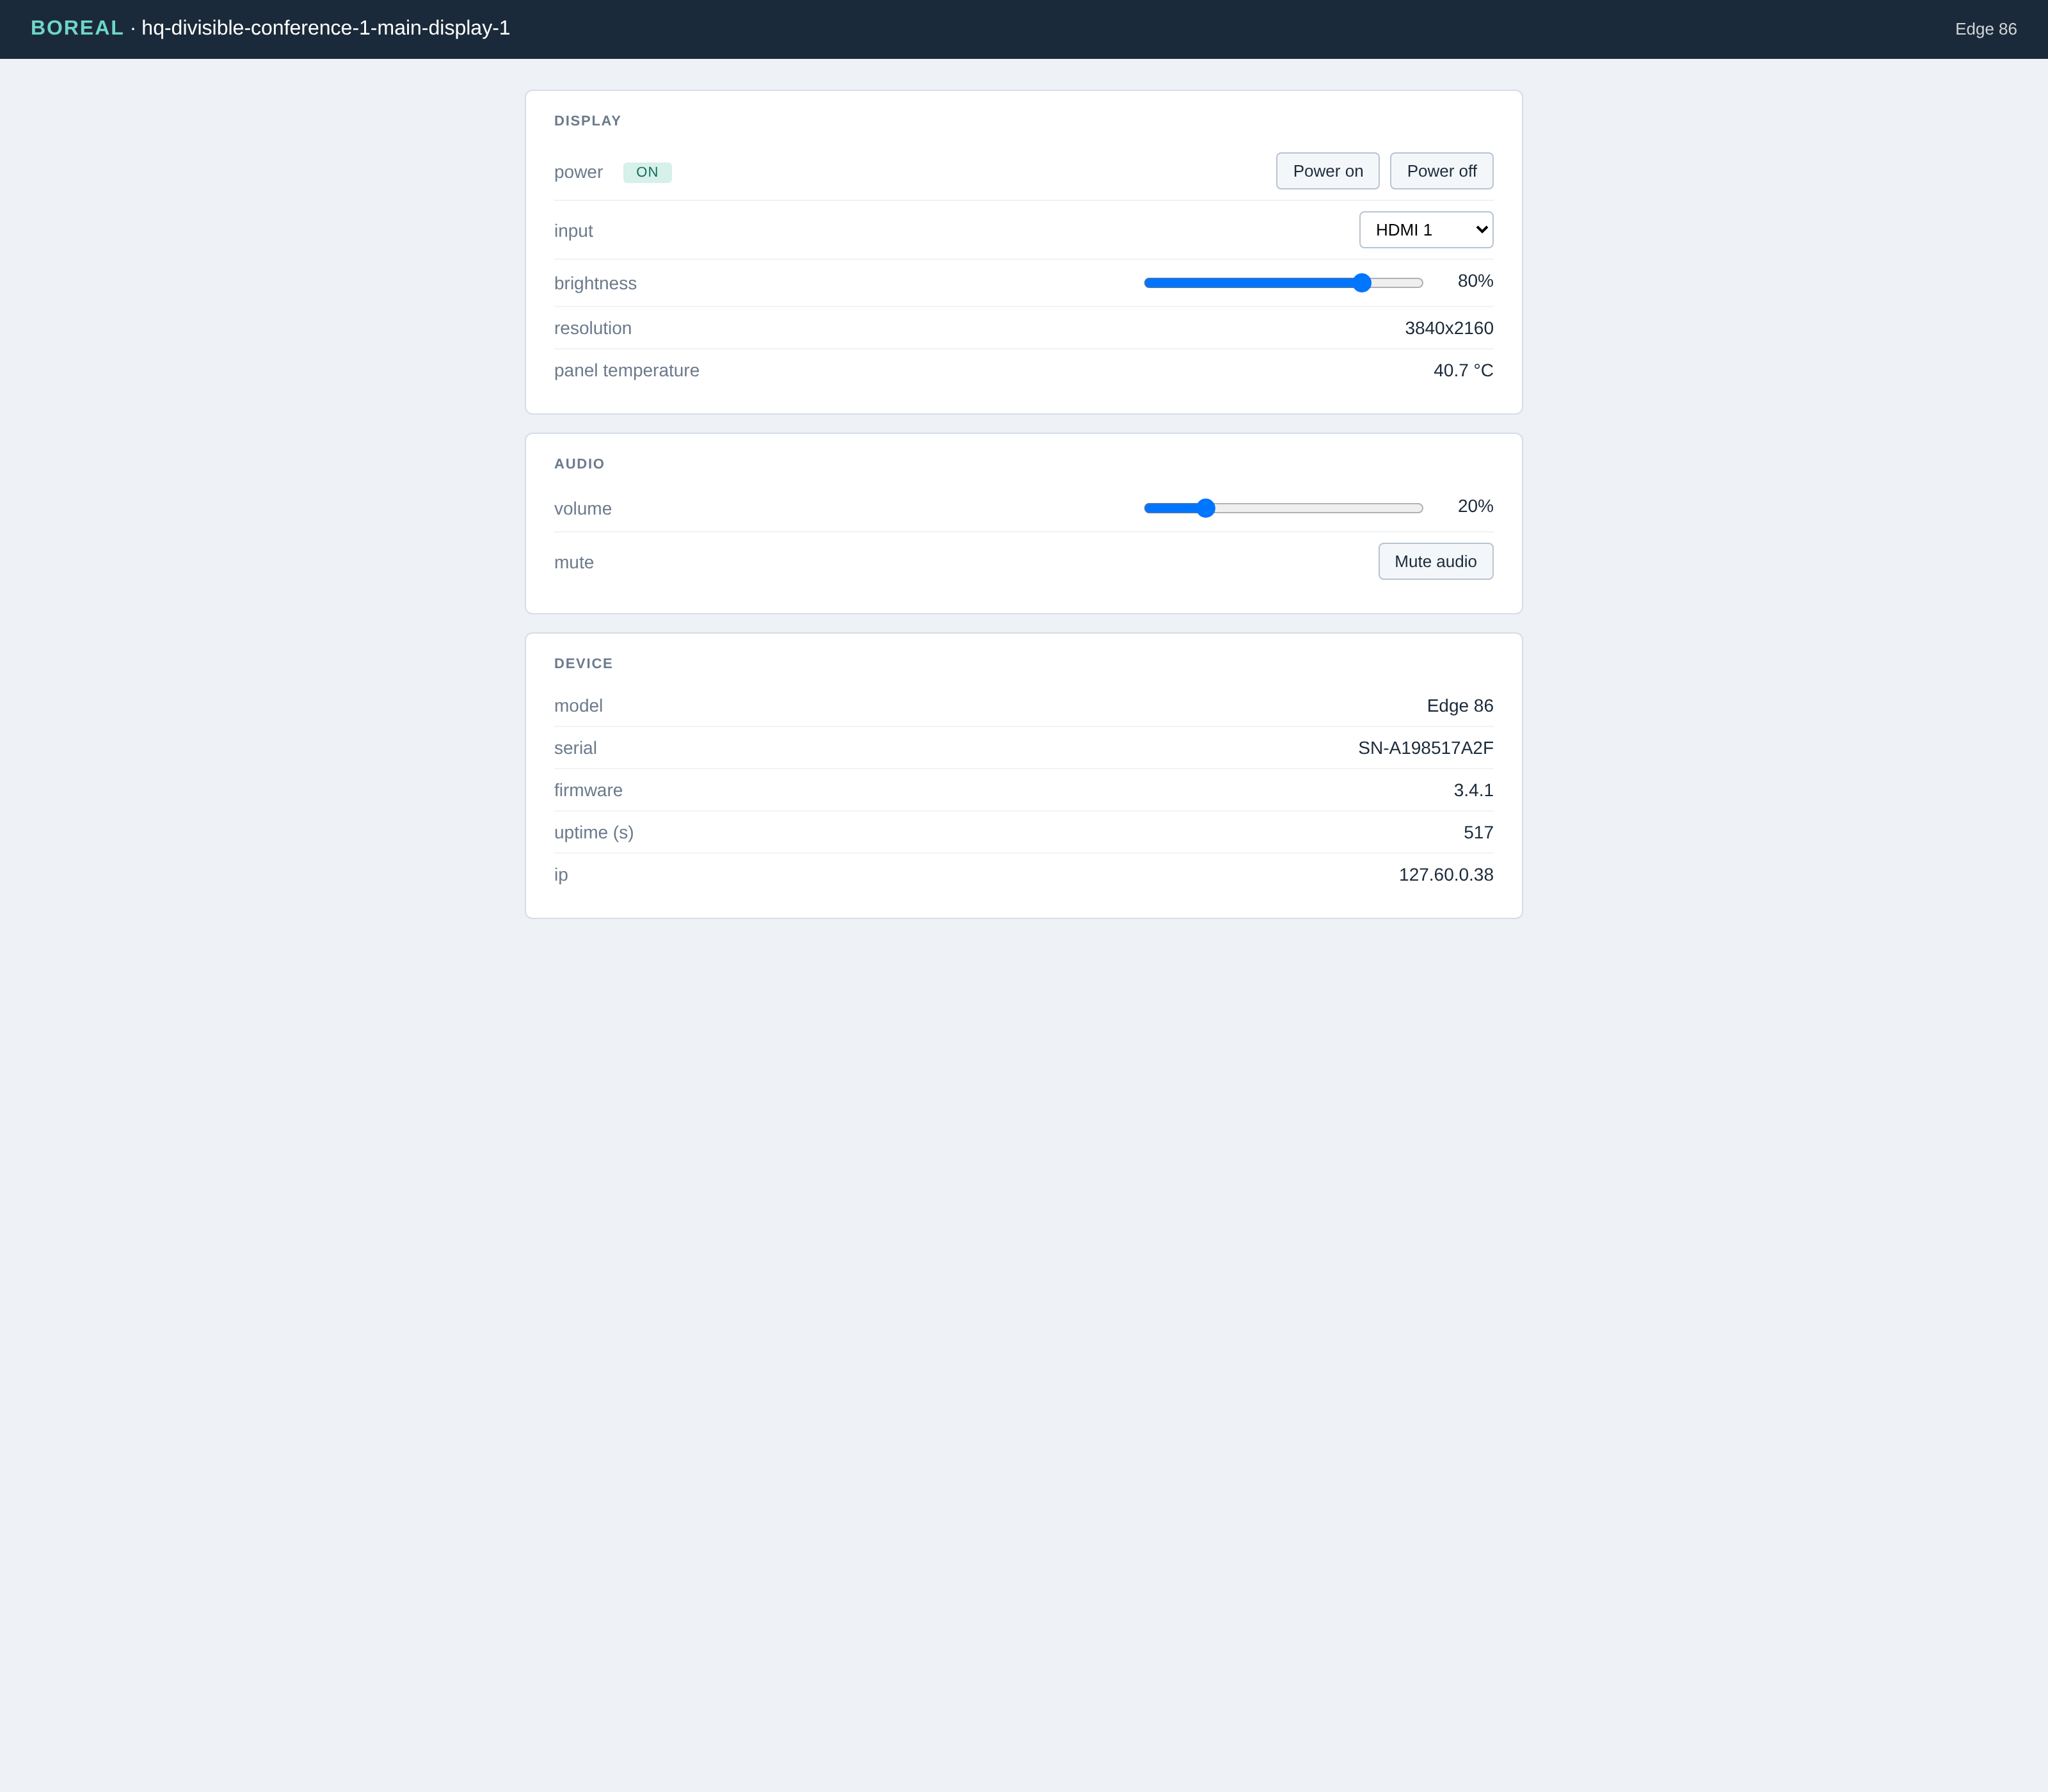 BOREAL · hq-divisible-conference-1-main-display-1 Edge 86
DISPLAY
power ON Power on Power off
input HDMI 1
brightness 80%
resolution 3840x2160
panel temperature 40.7 °C
AUDIO
volume 20%
mute Mute audio
DEVICE
model Edge 86
serial SN-A198517A2F
firmware 3.4.1
uptime (s) 517
ip 127.60.0.38